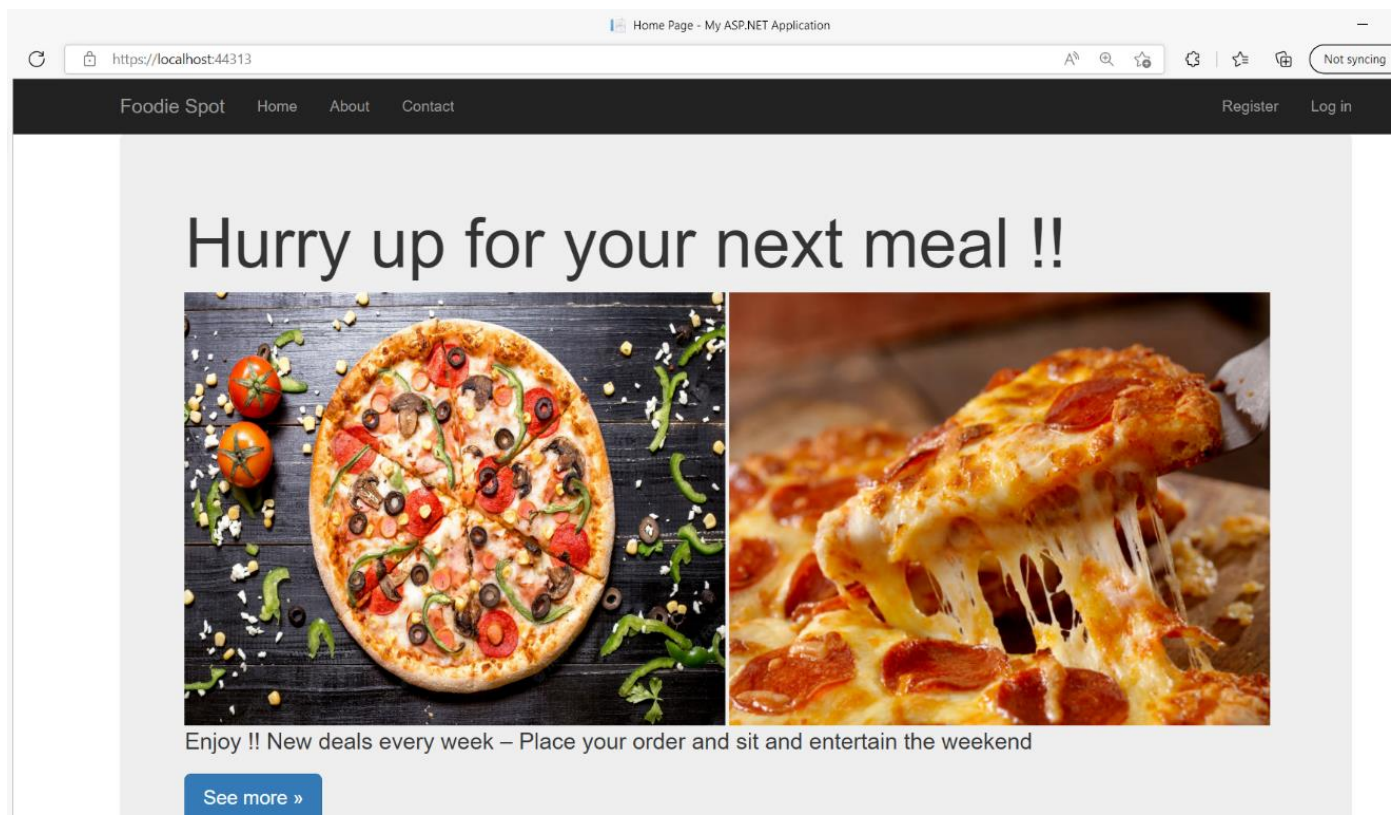 Home Page - My ASP.NET Application
https://localhost:44313
Not syncing
Foodie Spot Home About Contact Register Log in
Hurry up for your next meal !!
Enjoy !! New deals every week – Place your order and sit and entertain the weekend
See more »